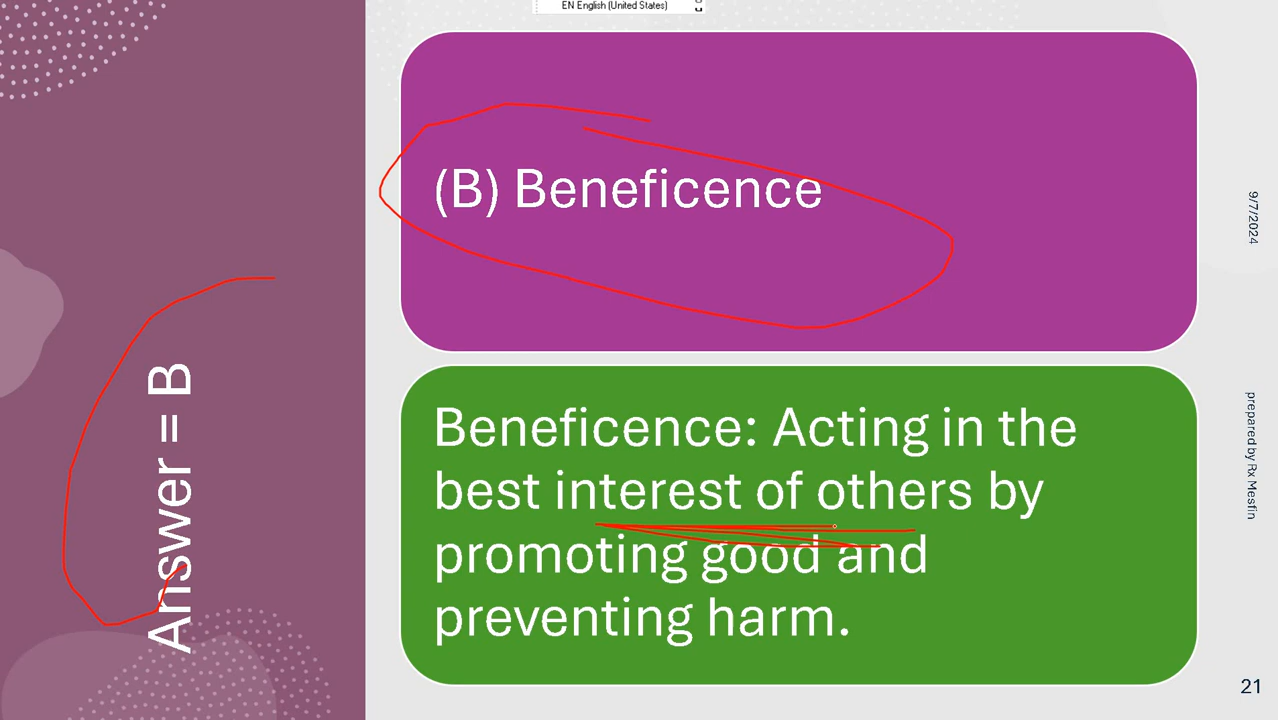 EN English (United States)
Answer = B
(B) Beneficence
Beneficence: Acting in the
best interest of others by
promoting good and
preventing harm.
9/7/2024
prepared by Rx Mesfin
21